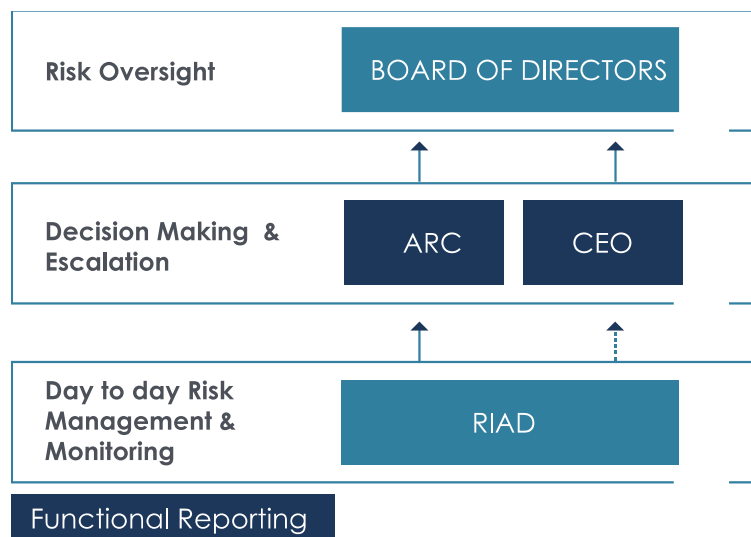 Risk Oversight
BOARD OF DIRECTORS
Decision Making &
Escalation
ARC
CEO
Day to day Risk
Management &
Monitoring
RIAD
Functional Reporting